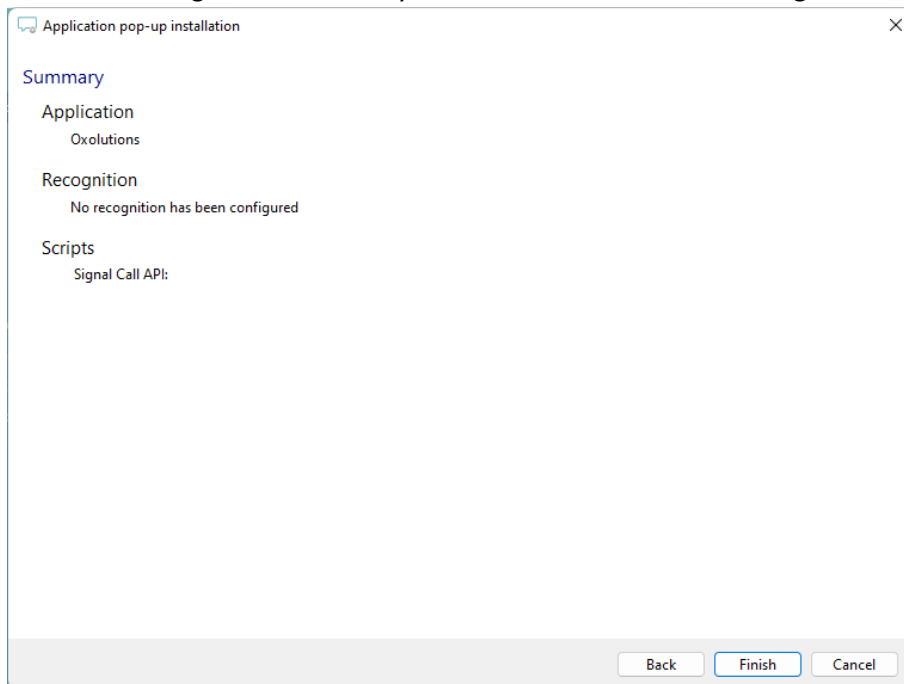 Application pop-up installation
Summary
Application
Oxolutions
Recognition
No recognition has been configured
Scripts
Signal Call API:
Back Finish Cancel